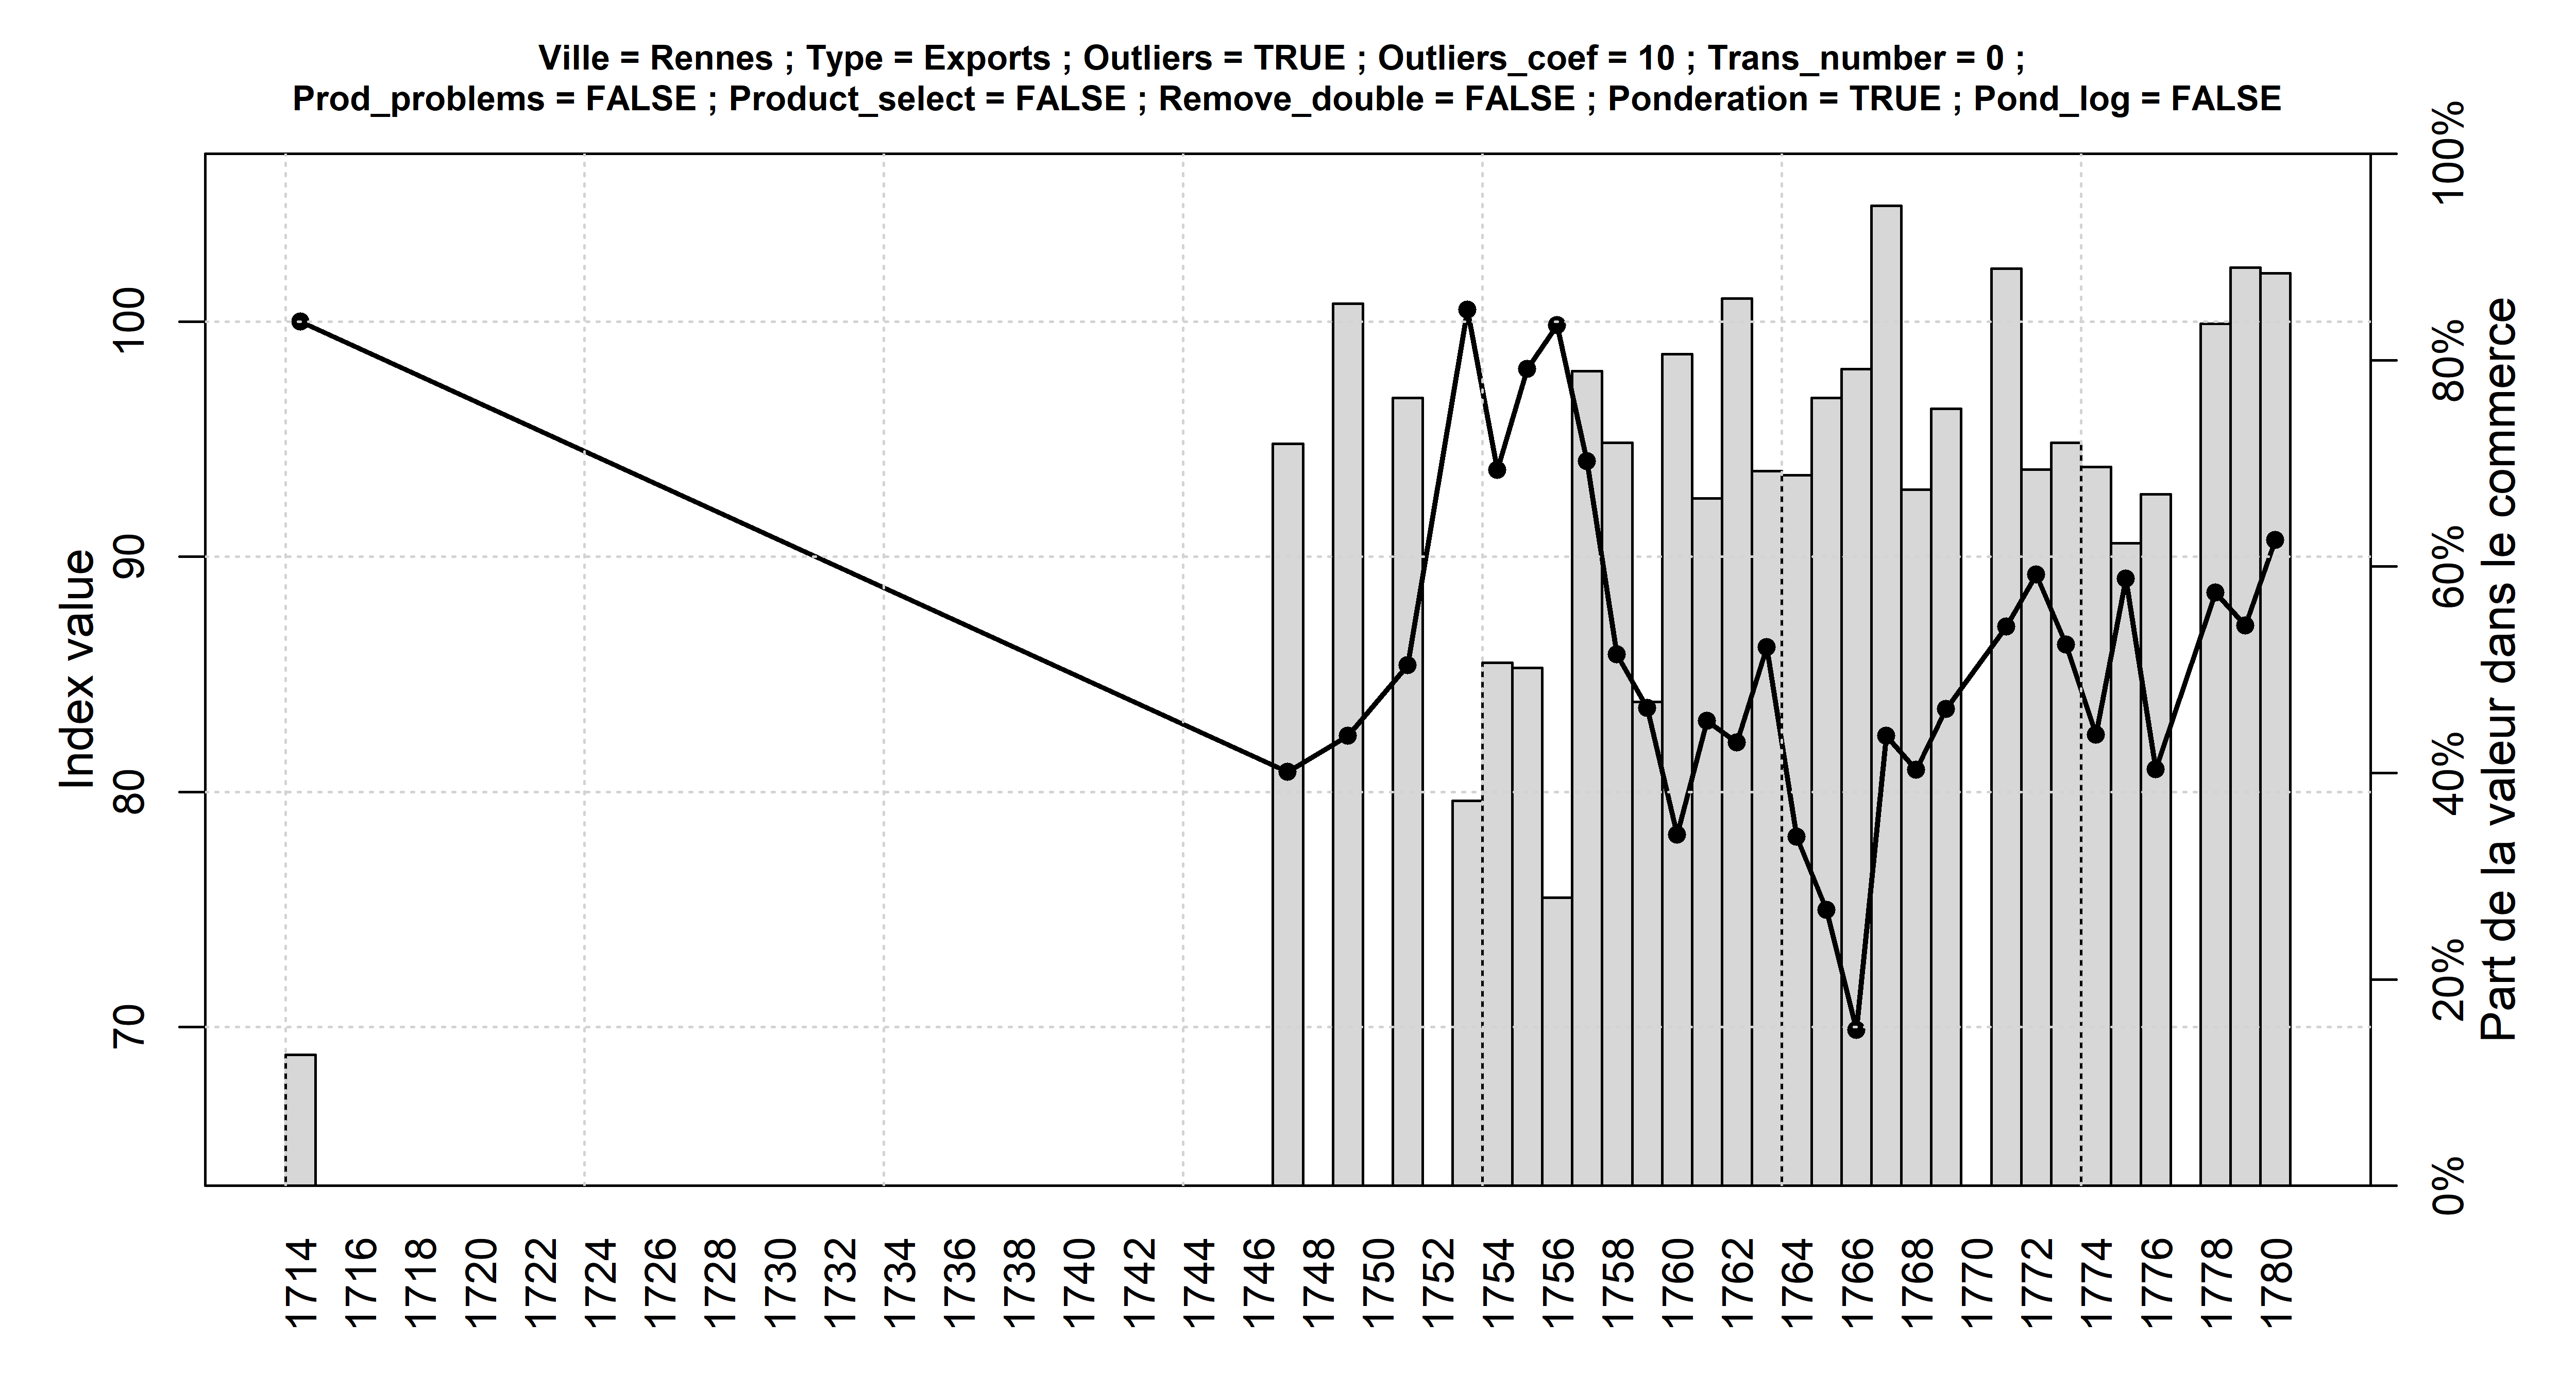 Ville = Rennes ; Type = Exports ; Outliers = TRUE ; Outliers_coef = 10 ; Trans_number = 0 ;
Prod_problems = FALSE ; Product_select = FALSE ; Remove_double = FALSE ; Ponderation = TRUE ; Pond_log = FALSE
Index value
100
90
80
70
100%
80%
60%
40%
20%
0%
Part de la valeur dans le commerce
1714 1716 1718 1720 1722 1724 1726 1728 1730 1732 1734 1736 1738 1740 1742 1744 1746 1748 1750 1752 1754 1756 1758 1760 1762 1764 1766 1768 1770 1772 1774 1776 1778 1780